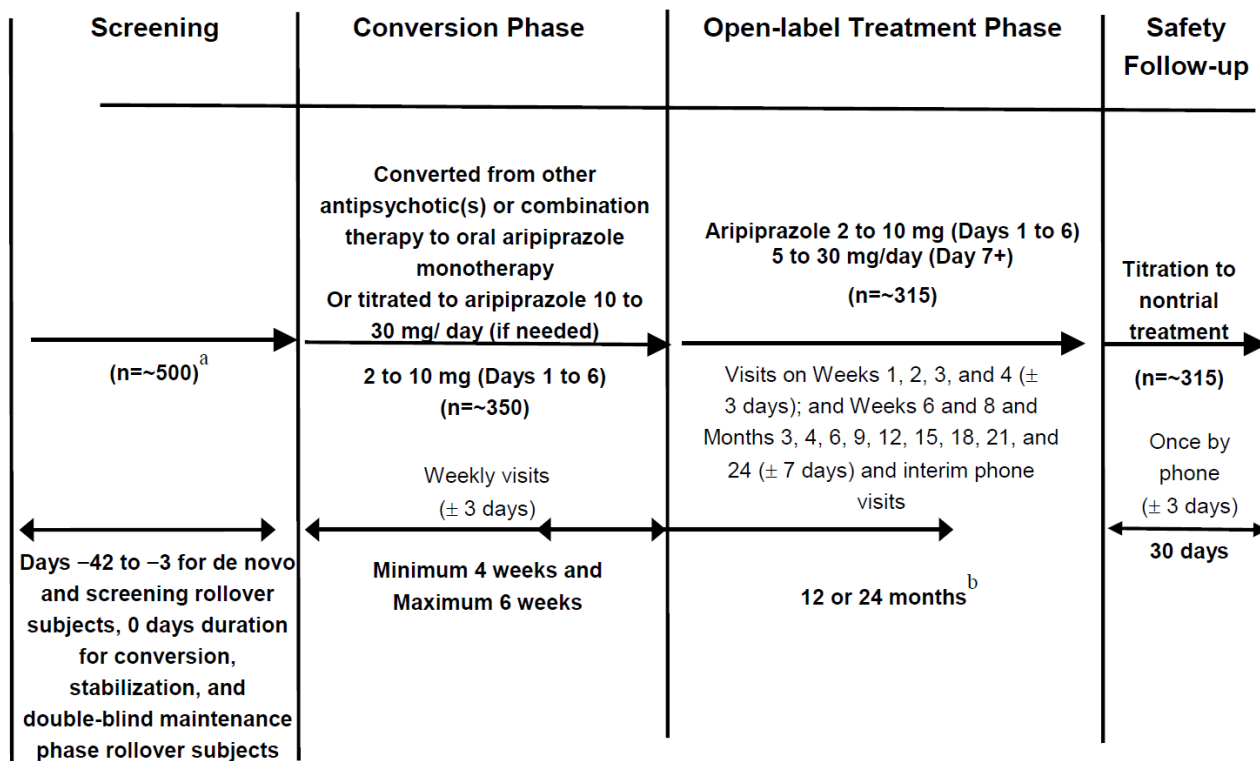 Screening
Conversion Phase
Open-label Treatment Phase
Safety
Follow-up
(n=~500)a
Days −42 to −3 for de novo
and screening rollover
subjects, 0 days duration
for conversion,
stabilization, and
double-blind maintenance
phase rollover subjects
Converted from other
antipsychotic(s) or combination
therapy to oral aripiprazole
monotherapy
Or titrated to aripiprazole 10 to
30 mg/ day (if needed)
2 to 10 mg (Days 1 to 6)
(n=~350)
Weekly visits
(± 3 days)
Minimum 4 weeks and
Maximum 6 weeks
Aripiprazole 2 to 10 mg (Days 1 to 6)
5 to 30 mg/day (Day 7+)
(n=~315)
Visits on Weeks 1, 2, 3, and 4 (±
3 days); and Weeks 6 and 8 and
Months 3, 4, 6, 9, 12, 15, 18, 21, and
24 (± 7 days) and interim phone
visits
12 or 24 months b
Titration to
nontrial
treatment
(n=~315)
Once by
phone
(± 3 days)
30 days